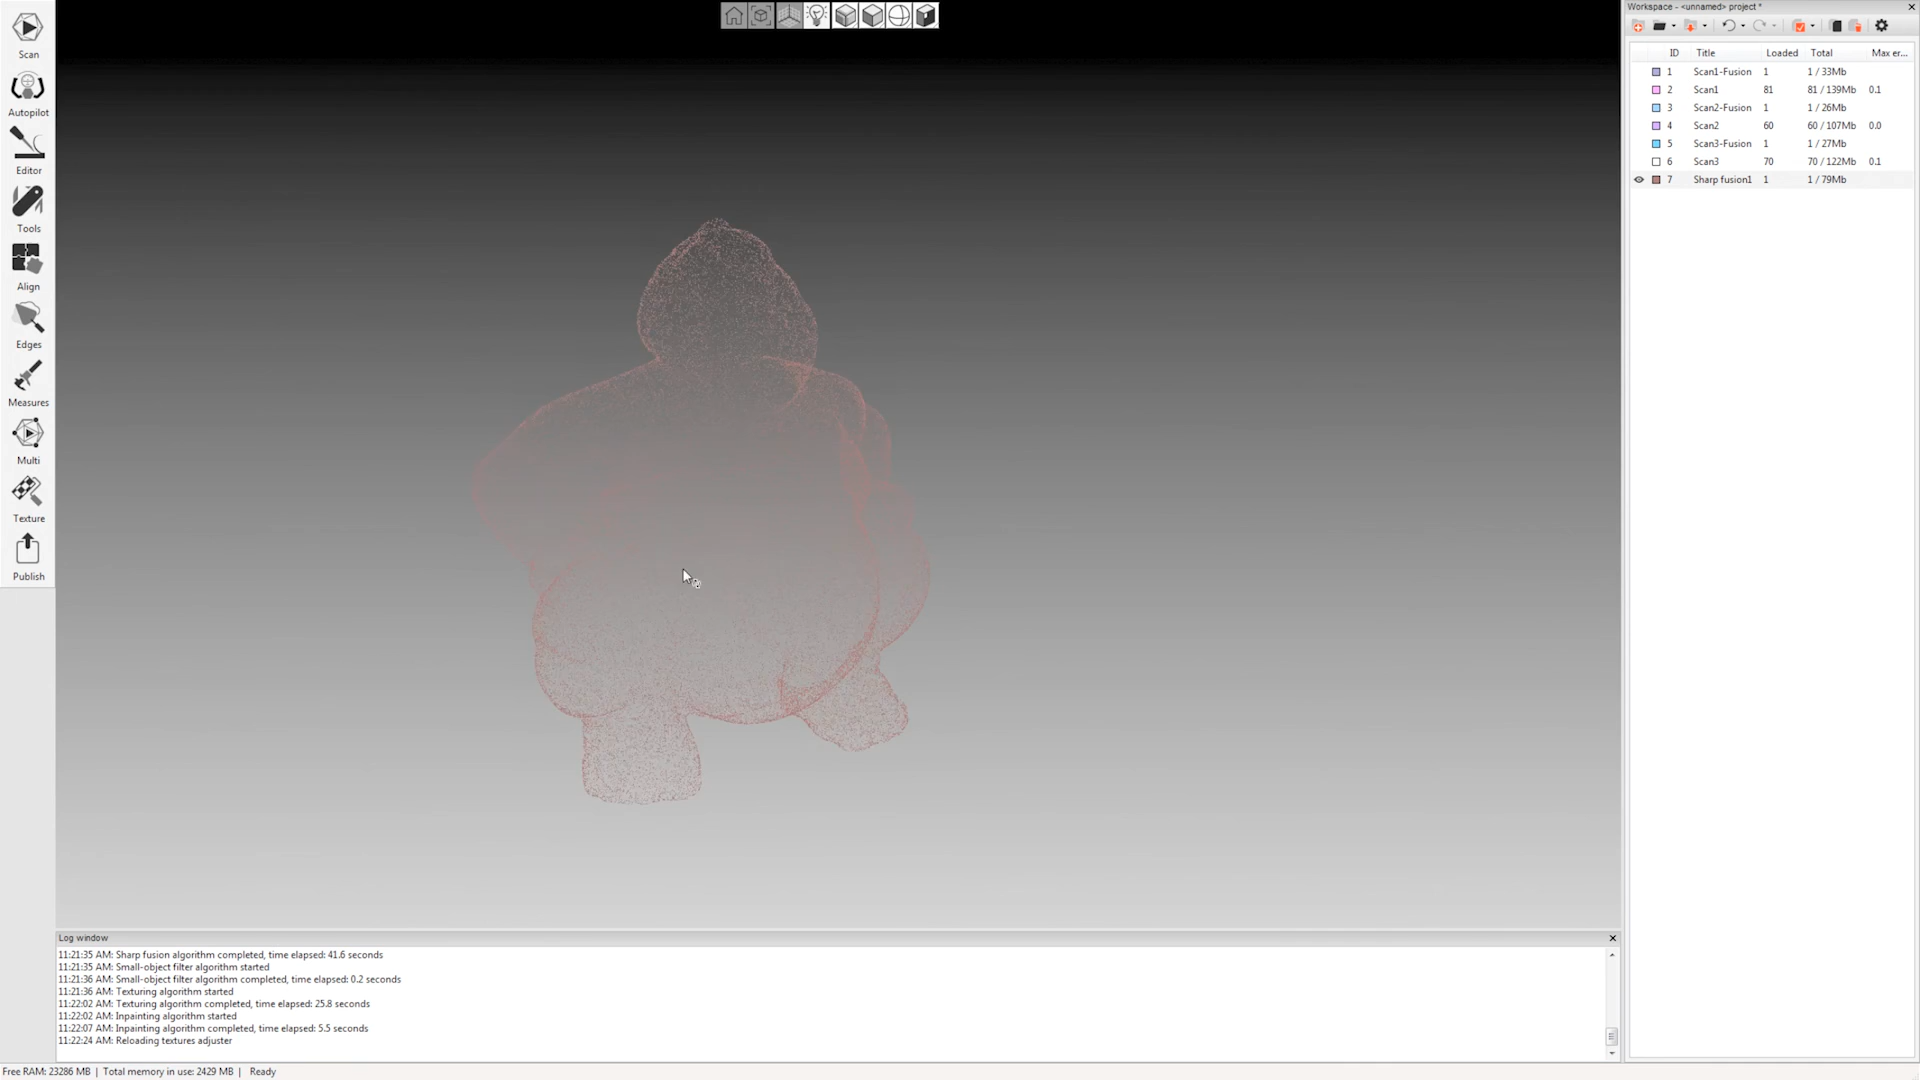 Workspace - <unnamed> project *
Scan
Autopilot
Editor
Tools
Align
Edges
Measures
Multi
Texture
Publish
ID Title Loaded Total Max er...
1 Scan1-Fusion 1 1 / 33Mb
2 Scan1 81 81 / 139Mb 0.1
3 Scan2-Fusion 1 1 / 26Mb
4 Scan2 60 60 / 107Mb 0.0
5 Scan3-Fusion 1 1 / 27Mb
6 Scan3 70 70 / 122Mb 0.1
7 Sharp fusion1 1 1 / 79Mb
Log window
11:21:35 AM: Sharp fusion algorithm completed, time elapsed: 41.6 seconds
11:21:35 AM: Small-object filter algorithm started
11:21:36 AM: Small-object filter algorithm completed, time elapsed: 0.2 seconds
11:21:36 AM: Texturing algorithm started
11:22:02 AM: Texturing algorithm completed, time elapsed: 25.8 seconds
11:22:02 AM: Inpainting algorithm started
11:22:07 AM: Inpainting algorithm completed, time elapsed: 5.5 seconds
11:22:24 AM: Reloading textures adjuster
Free RAM: 23286 MB | Total memory in use: 2429 MB | Ready